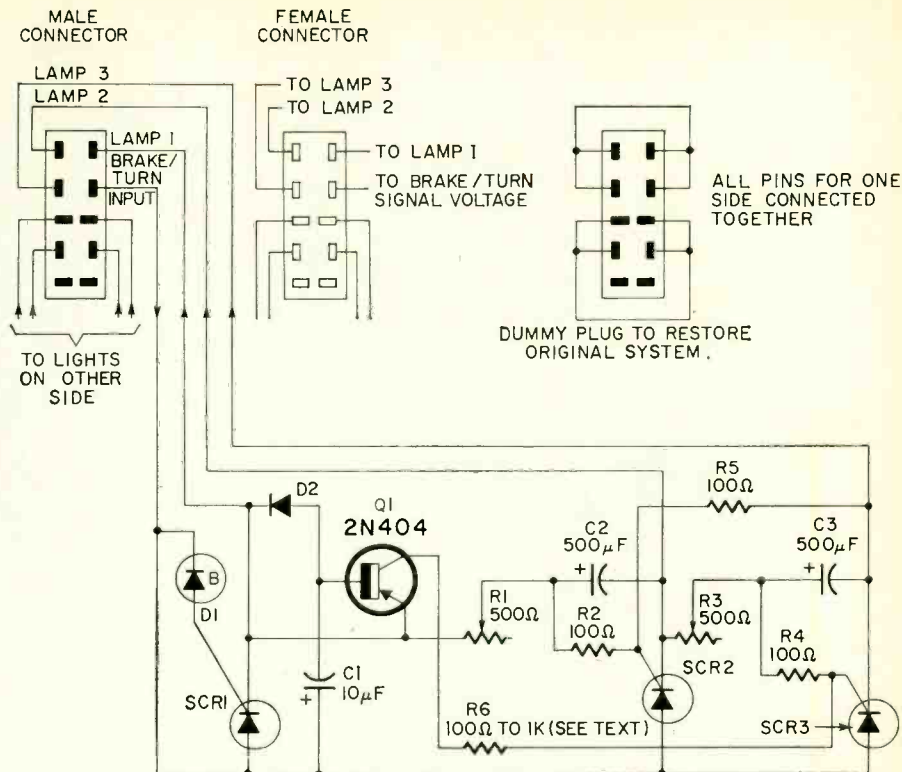 MALE
CONNECTOR
FEMALE
CONNECTOR
LAMP 3
LAMP 2
LAMP 1
BRAKE/
TURN
INPUT
TO LAMP 3
TO LAMP 2
TO LAMP 1
TO BRAKE/TURN
SIGNAL VOLTAGE
ALL PINS FOR ONE
SIDE CONNECTED
TOGETHER
TO LIGHTS
ON OTHER
SIDE
DUMMY PLUG TO RESTORE
ORIGINAL SYSTEM.
D2
Q1
2N404
R5
100Ω
C2
500µF
+
C3
500µF
+
B
D1
R1
500Ω
R2
100Ω
R3
500Ω
R4
100Ω
SCR1
C1
10µF
+
SCR2
R6
100Ω TO 1K (SEE TEXT)
SCR3